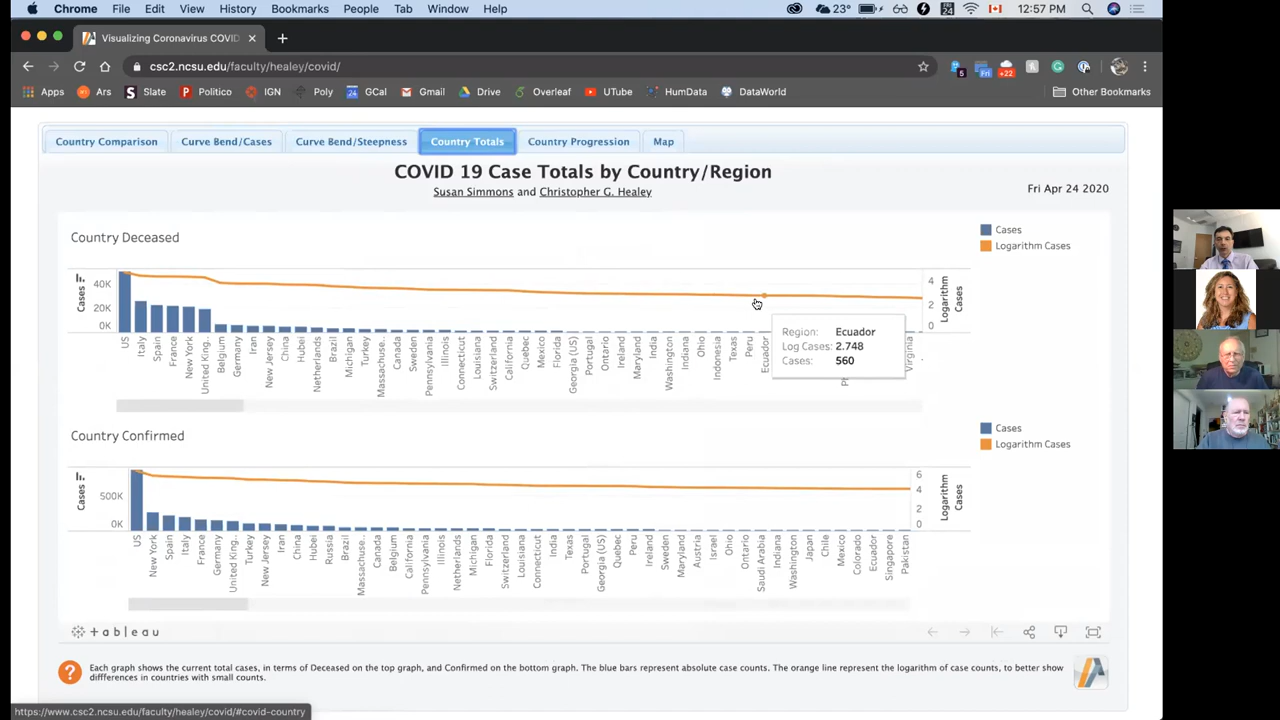 Chrome File Edit View History Bookmarks People Tab Window Help 23° 12:57 PM
Visualizing Coronavirus COVID
csc2.ncsu.edu/faculty/healey/covid/ 5 Fri +22
Apps Ars Slate Politico IGN Poly GCal Gmail Drive Overleaf UTube HumData DataWorld Other Bookmarks
Country Comparison Curve Bend/Cases Curve Bend/Steepness Country Totals Country Progression Map
COVID 19 Case Totals by Country/Region
Susan Simmons and Christopher G. Healey
Fri Apr 24 2020
Country Deceased
Cases
Logarithm Cases
Cases
40K
20K
0K
4
2
0
Logarithm
Cases
US Italy Spain France New York United King.. Belgium Germany Iran New Jersey China Hubei Netherlands Brazil Michigan Turkey Massachuse.. Canada Sweden Pennsylvania Illinois Connecticut Louisiana Switzerland California Quebec Mexico Florida Georgia (US) Portugal Ontario Ireland Maryland India Washington Indiana Ohio Indonesia Texas Peru Ecuador Virginia
Region: Ecuador
Log Cases: 2.748
Cases: 560
Country Confirmed
Cases
Logarithm Cases
Cases
500K
0K
6
4
2
0
Logarithm
Cases
US New York Spain Italy France Germany United King.. Turkey New Jersey Iran China Hubei Russia Brazil Massachuse.. Canada Belgium California Pennsylvania Illinois Netherlands Michigan Florida Switzerland Louisiana Connecticut India Texas Portugal Georgia (US) Quebec Peru Ireland Sweden Maryland Austria Israel Ohio Ontario Saudi Arabia Indiana Washington Japan Chile Mexico Colorado Ecuador Singapore Pakistan
+tableau
? Each graph shows the current total cases, in terms of Deceased on the top graph, and Confirmed on the bottom graph. The blue bars represent absolute case counts. The orange line represent the logarithm of case counts, to better show
diffferences in countries with small counts.
https://www.csc2.ncsu.edu/faculty/healey/covid/#covid-country